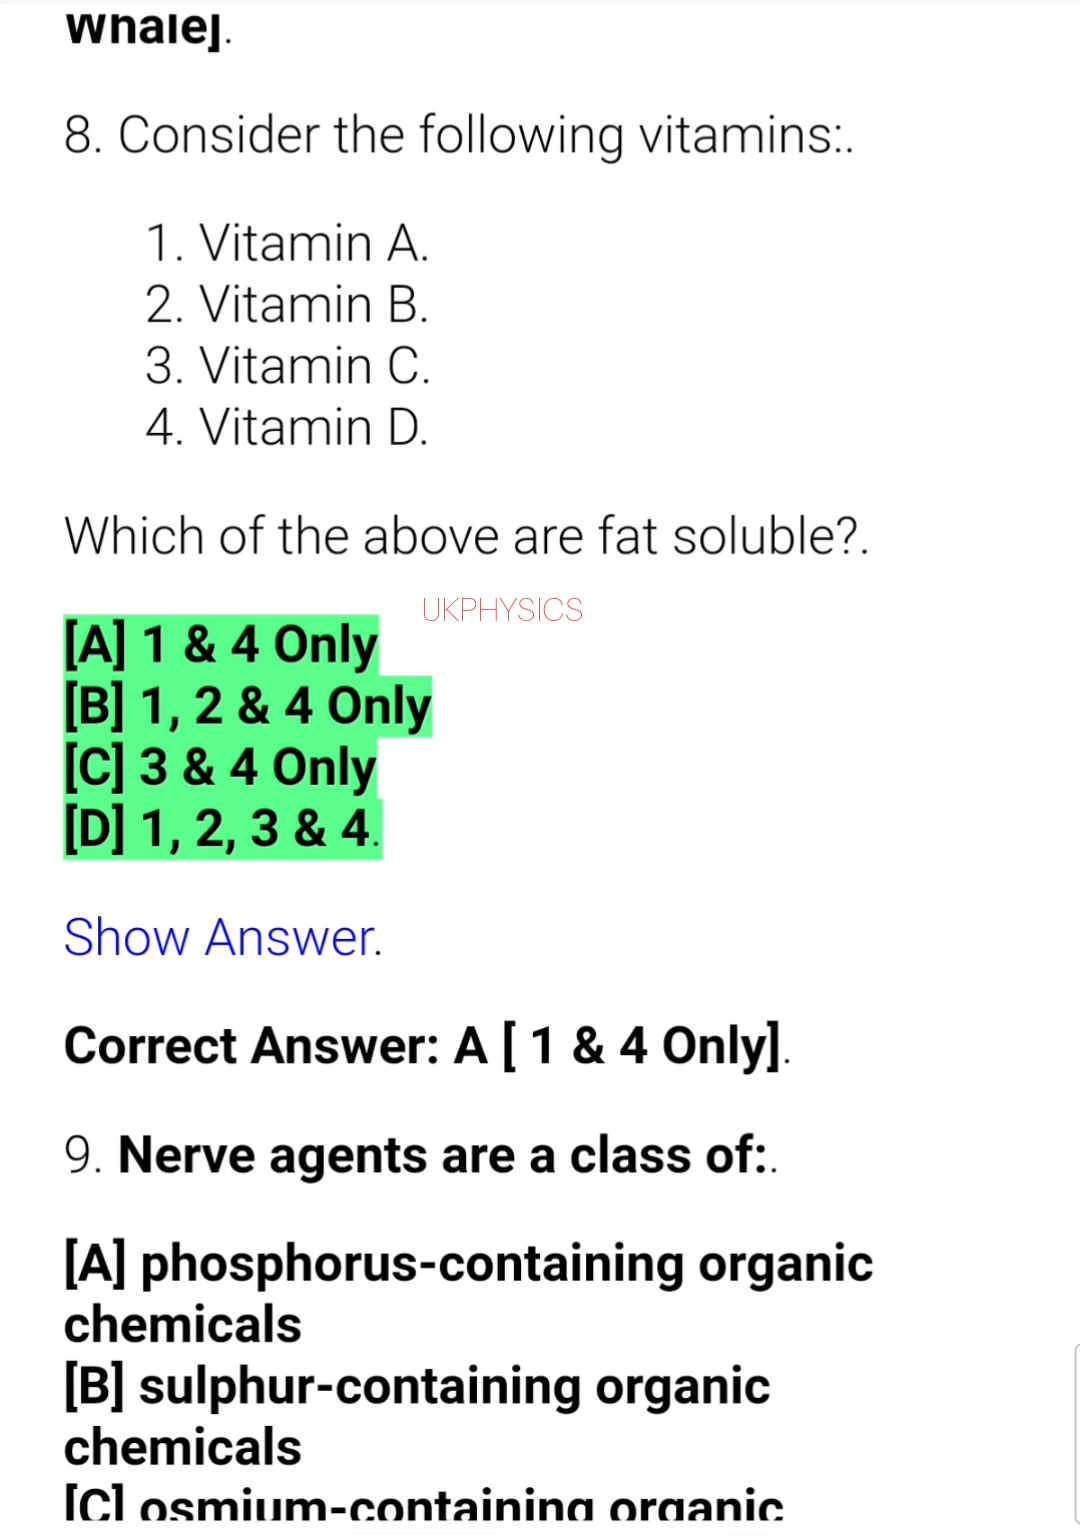 Whale].
8. Consider the following vitamins:.
1. Vitamin A.
2. Vitamin B.
3. Vitamin C.
4. Vitamin D.
Which of the above are fat soluble?.
UKPHYSICS
[A] 1 & 4 Only
[B] 1, 2 & 4 Only
[C] 3 & 4 Only
[D] 1, 2, 3 & 4.
Show Answer.
Correct Answer: A [ 1 & 4 Only].
9. Nerve agents are a class of:.
[A] phosphorus-containing organic
chemicals
[B] sulphur-containing organic
chemicals
[C] osmium-containing organic